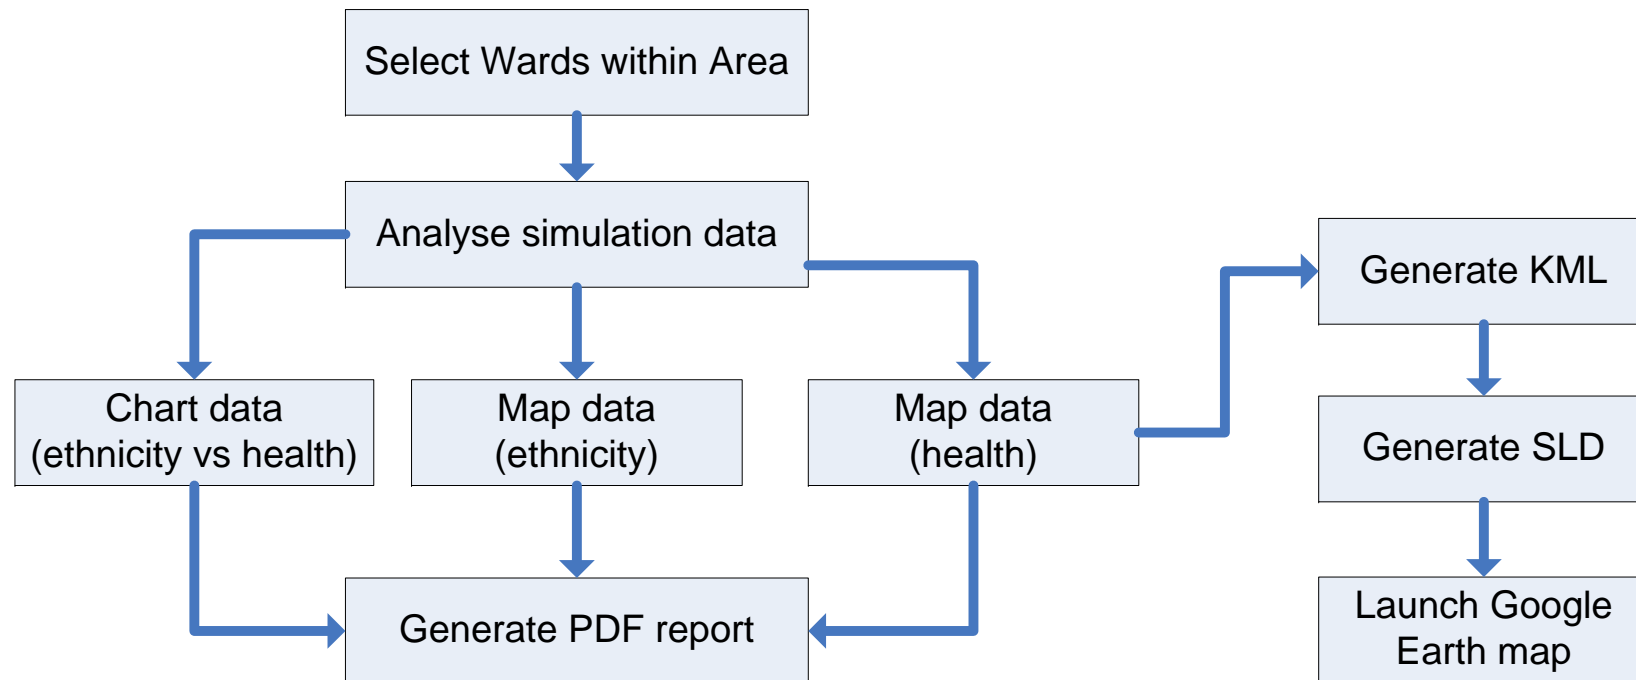 Select Wards within Area
Analyse simulation data
Chart data
(ethnicity vs health)
Map data
(ethnicity)
Map data
(health)
Generate PDF report
Generate KML
Generate SLD
Launch Google
Earth map